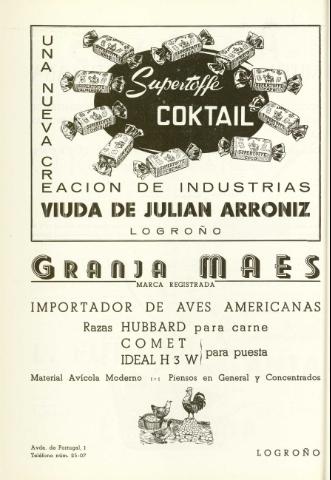 UNA NUEVA CREACION DE INDUSTRIAS
Supertoffe
COKTAIL
VIUDA DE JULIAN ARRONIZ
LOGROÑO
GRANJA MAES
MARCA REGISTRADA
IMPORTADOR DE AVES AMERICANAS
Razas HUBBARD para carne
COMET
IDEAL H 3 W } para puesta
Material Avícola Moderno :-: Piensos en General y Concentrados
Avda. de Portugal, 1
Teléfono núm. 25-07
LOGROÑO